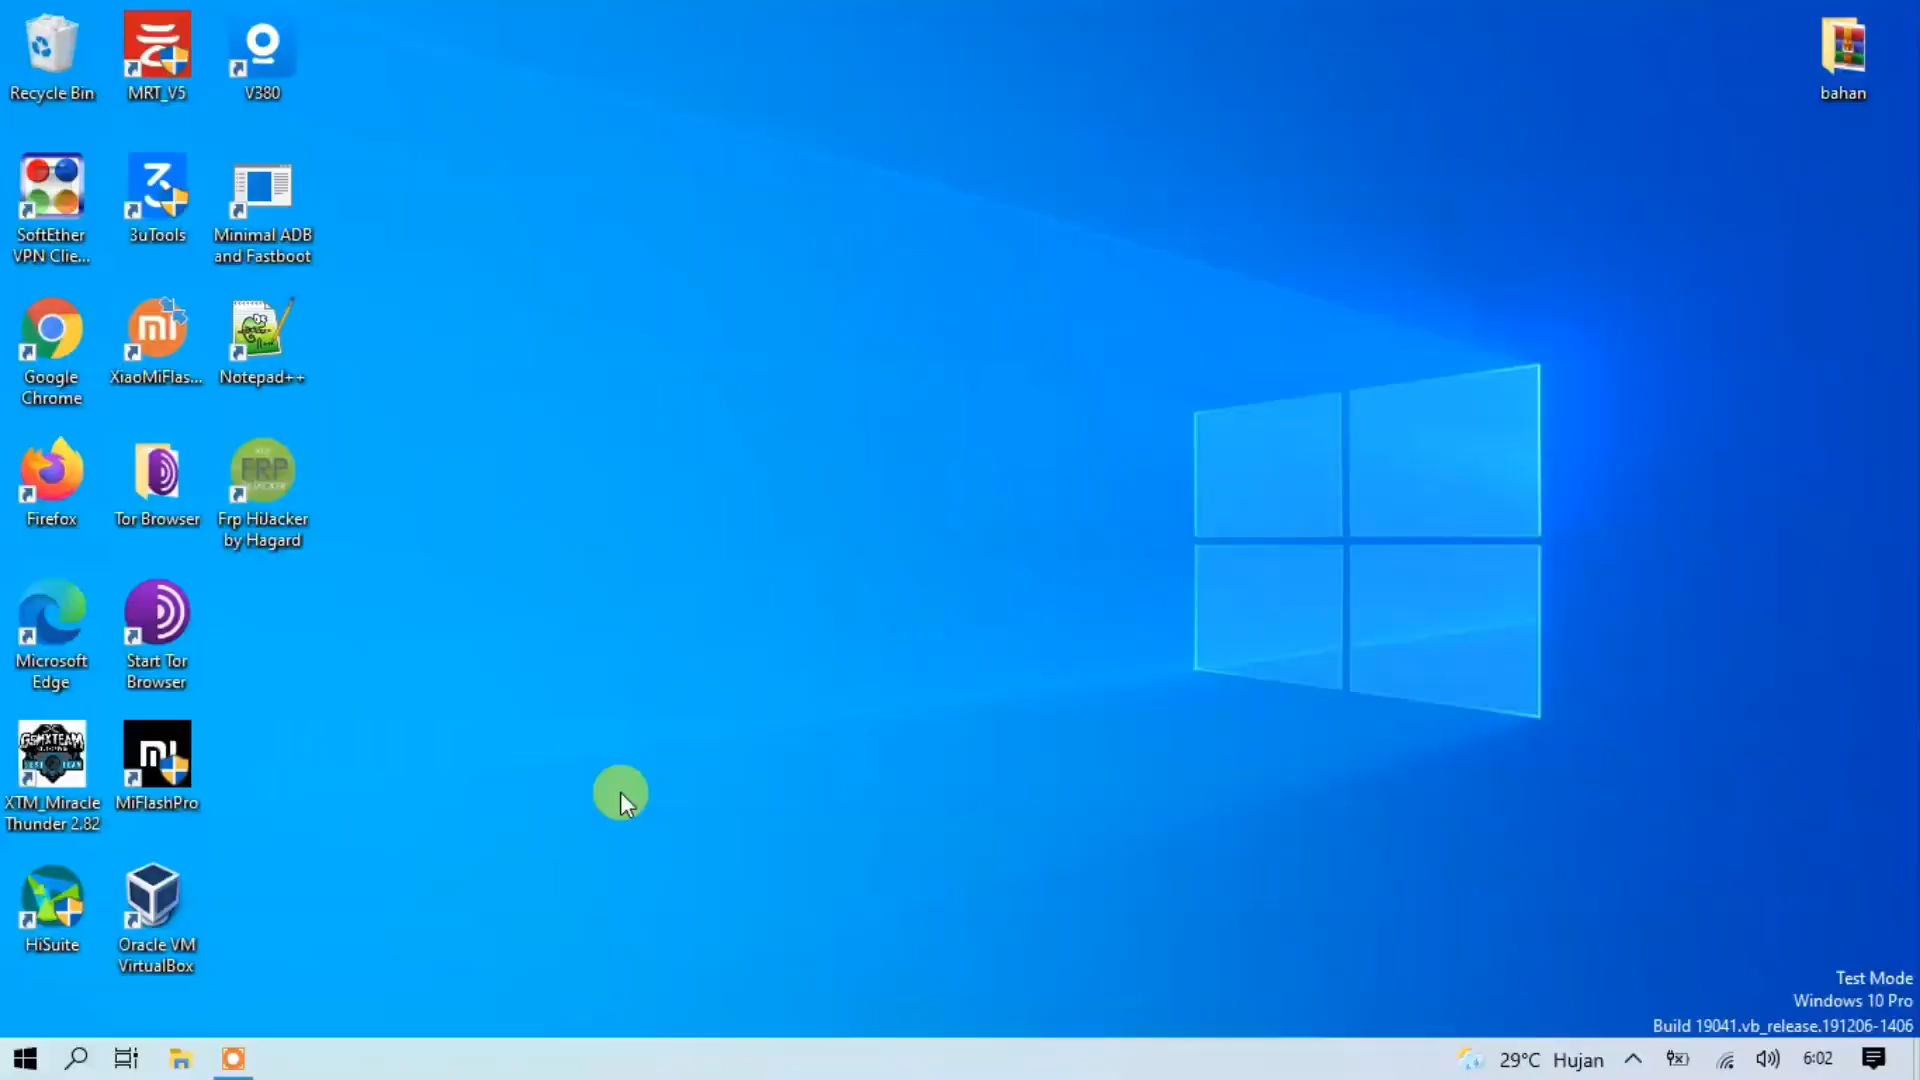 Recycle Bin
MRT_V5
V380
bahan
SoftEther
VPN Clie...
3uTools
Minimal ADB
and Fastboot
Google
Chrome
XiaoMiFlas...
Notepad++
Firefox
Tor Browser
FRP
Frp HiJacker
by Hagard
Microsoft
Edge
Start Tor
Browser
GSMXTEAM
XTM_Miracle
Thunder 2.82
MiFlashPro
HiSuite
Oracle VM
VirtualBox
Test Mode
Windows 10 Pro
Build 19041.vb_release.191206-1406
29°C Hujan
6:02